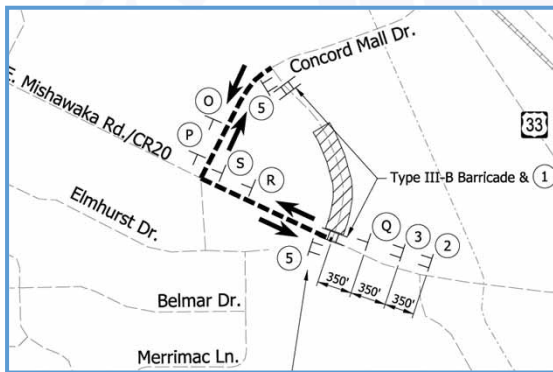 Concord Mall Dr.
E. Mishawaka Rd./CR20
O
5
33
P
S
R
Type III-B Barricade & 1
Elmhurst Dr.
5
Q
3
2
350'
350'
350'
Belmar Dr.
Merrimac Ln.